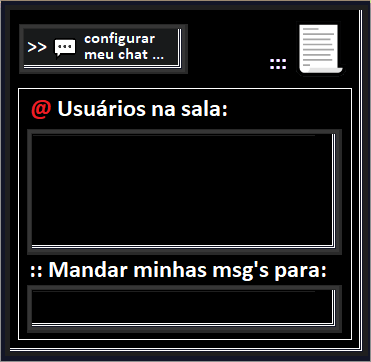 >> 💬 configurar
meu chat ...
:::
@ Usuários na sala:
:: Mandar minhas msg's para: